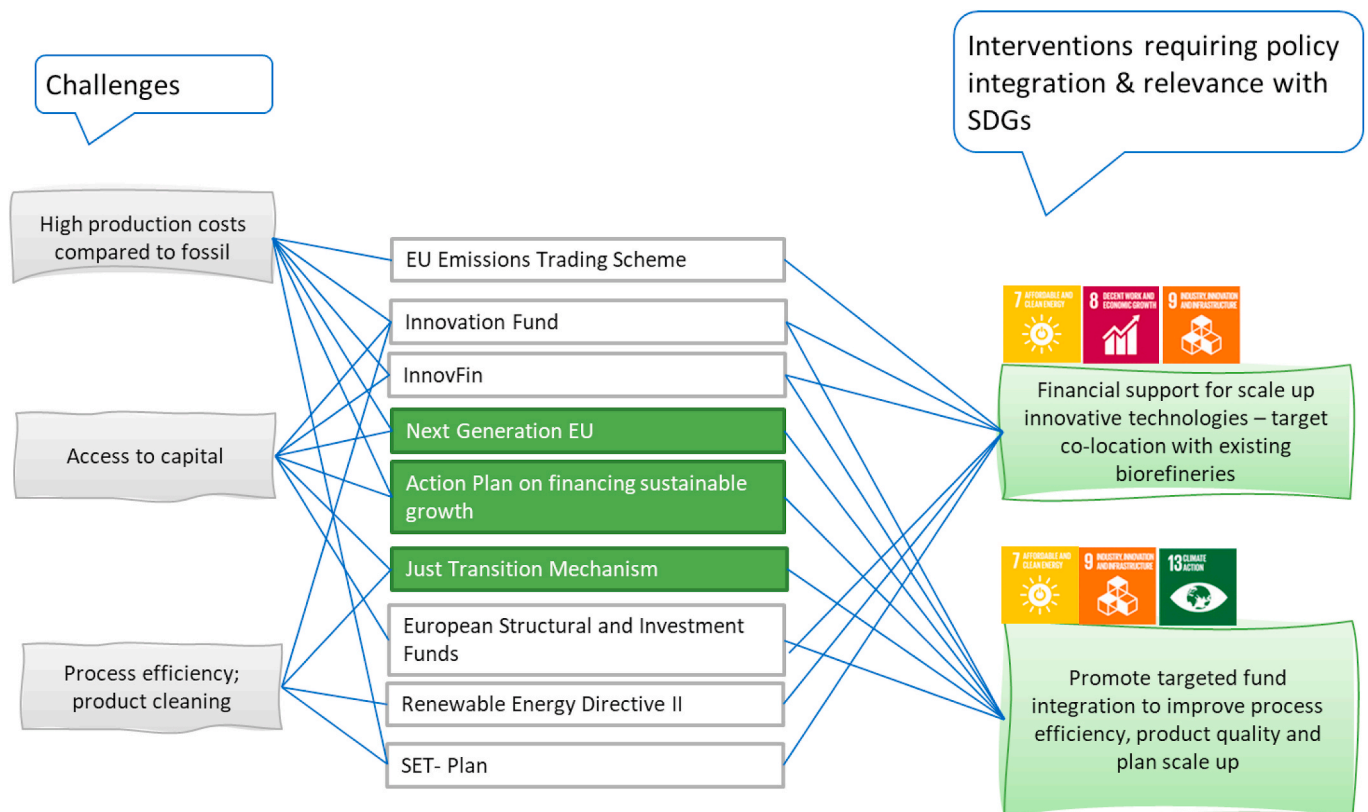 Challenges
Interventions requiring policy
integration & relevance with
SDGs
High production costs
compared to fossil
Access to capital
Process efficiency;
product cleaning
EU Emissions Trading Scheme
Innovation Fund
InnovFin
Next Generation EU
Action Plan on financing sustainable
growth
Just Transition Mechanism
European Structural and Investment
Funds
Renewable Energy Directive II
SET- Plan
7 AFFORDABLE AND
CLEAN ENERGY
8 DECENT WORK AND
ECONOMIC GROWTH
9 INDUSTRY, INNOVATION
AND INFRASTRUCTURE
Financial support for scale up
innovative technologies – target
co-location with existing
biorefineries
7 AFFORDABLE AND
CLEAN ENERGY
9 INDUSTRY, INNOVATION
AND INFRASTRUCTURE
13 CLIMATE
ACTION
Promote targeted fund
integration to improve process
efficiency, product quality and
plan scale up